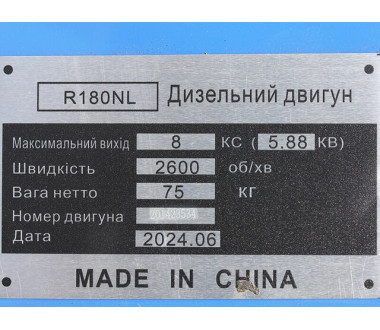 R180NL Дизельний двигун
Максимальний вихід 8 КС ( 5.88 КВ)
Швидкість 2600 об/хв
Вага нетто 75 КГ
Номер двигуна
Дата 2024.06
MADE IN CHINA